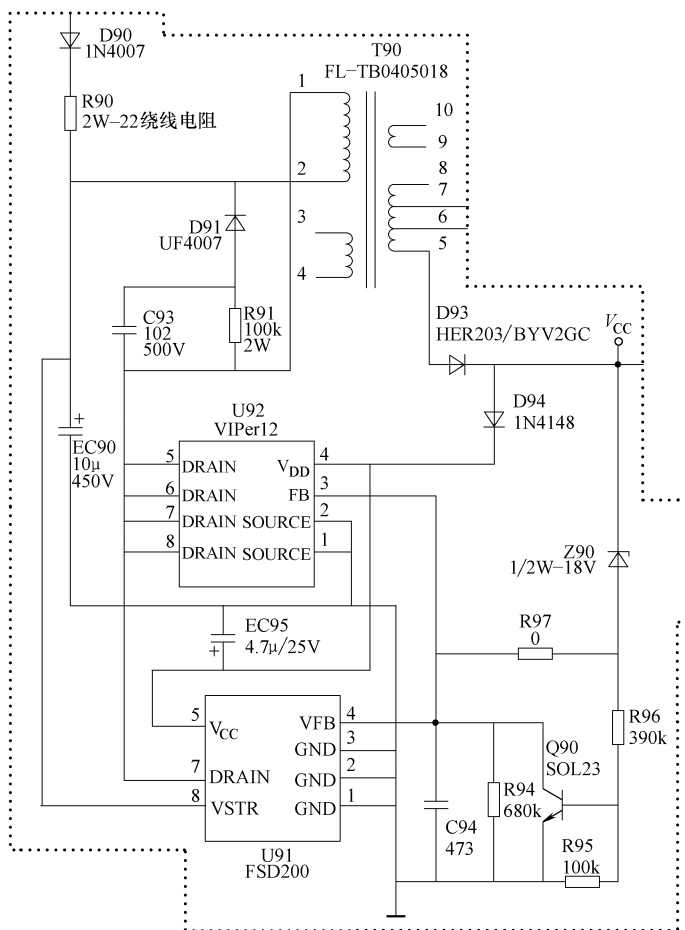 D90
1N4007
R90
2W-22绕线电阻
T90
FL-TB0405018
1
2
3
4
10
9
8
7
6
5
D91
UF4007
C93
102
500V
R91
100k
2W
D93
HER203/BYV2GC
VCC
D94
1N4148
EC90
10μ
450V
+
U92
VIPer12
5 DRAIN
6 DRAIN
7 DRAIN
8 DRAIN
VDD 4
FB 3
SOURCE 2
SOURCE 1
Z90
1/2W-18V
EC95
4.7μ/25V
+
R97
0
R96
390k
5 VCC
7 DRAIN
8 VSTR
VFB 4
GND 3
GND 2
GND 1
U91
FSD200
Q90
SOL23
R94
680k
C94
473
R95
100k